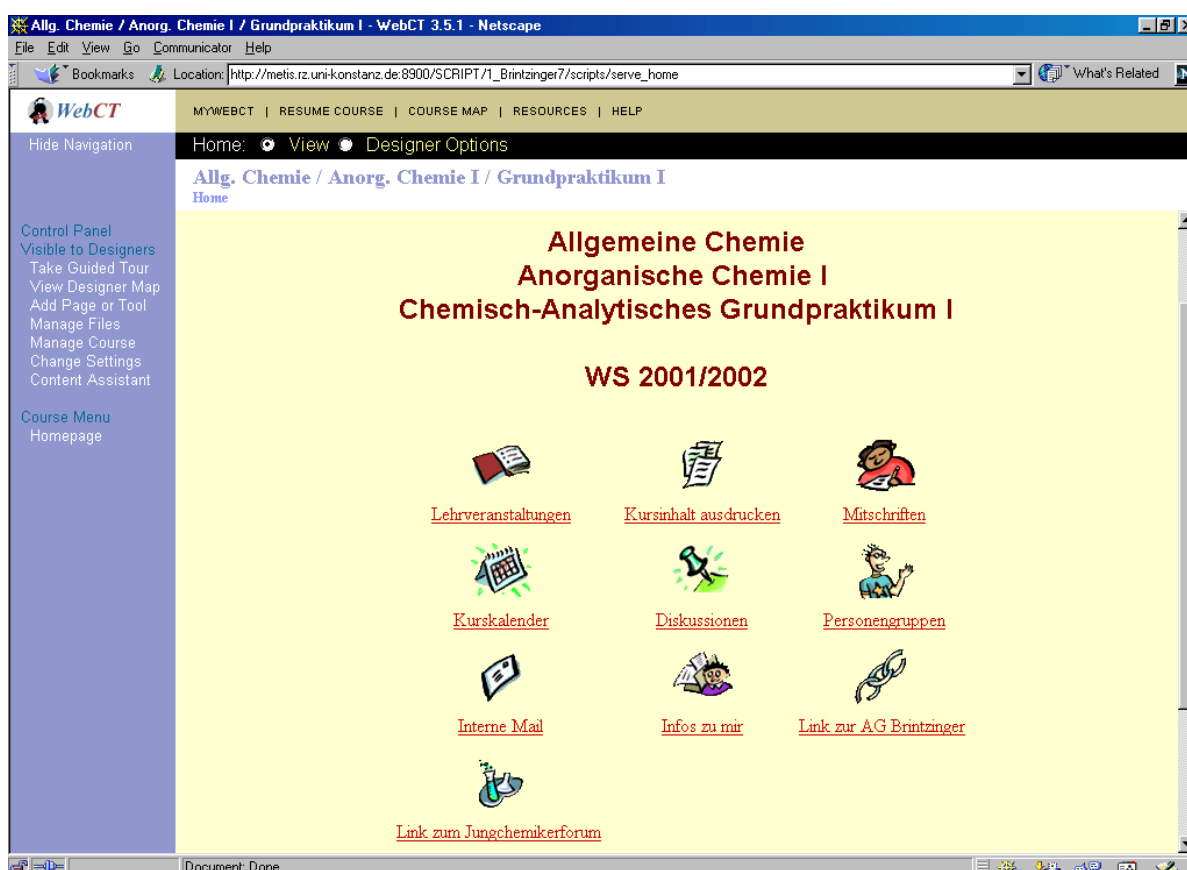 Allg. Chemie / Anorg. Chemie I / Grundpraktikum I - WebCT 3.5.1 - Netscape
File Edit View Go Communicator Help
Bookmarks Location: http://metis.rz.uni-konstanz.de:8900/SCRIPT/1_Brintzinger7/scripts/serve_home What's Related
WebCT MYWEBCT | RESUME COURSE | COURSE MAP | RESOURCES | HELP
Hide Navigation Home: View Designer Options
Allg. Chemie / Anorg. Chemie I / Grundpraktikum I
Home
Control Panel
Visible to Designers
Take Guided Tour
View Designer Map
Add Page or Tool
Manage Files
Manage Course
Change Settings
Content Assistant
Course Menu
Homepage
Allgemeine Chemie
Anorganische Chemie I
Chemisch-Analytisches Grundpraktikum I
WS 2001/2002
Lehrveranstaltungen Kursinhalt ausdrucken Mitschriften
Kurskalender Diskussionen Personengruppen
Interne Mail Infos zu mir Link zur AG Brintzinger
Link zum Jungchemikerforum
Document: Done